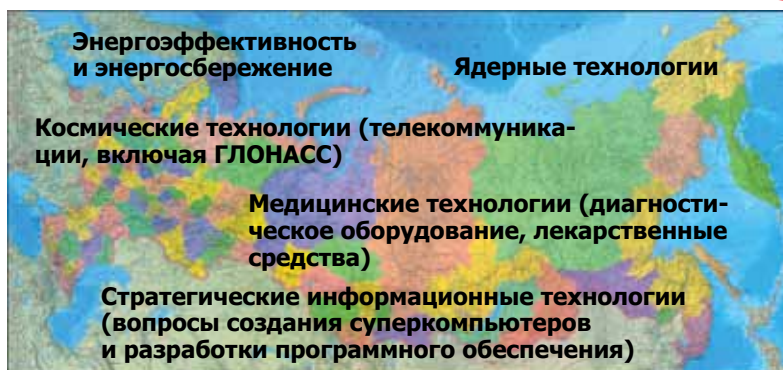 Энергоэффективность
и энергосбережение
Ядерные технологии
Космические технологии (телекоммуника-
ции, включая ГЛОНАСС)
Медицинские технологии (диагности-
ческое оборудование, лекарственные
средства)
Стратегические информационные технологии
(вопросы создания суперкомпьютеров
и разработки программного обеспечения)